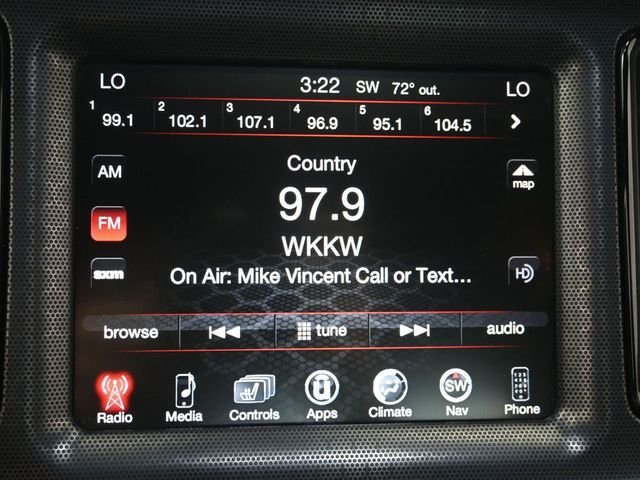 LO 3:22 SW 72° out. LO
1 99.1 2 102.1 3 107.1 4 96.9 5 95.1 6 104.5
Country
AM
map
97.9
FM
WKKW
sxm
On Air: Mike Vincent Call or Text...
HD
browse tune audio
Radio Media Controls Apps Climate SW Nav Phone